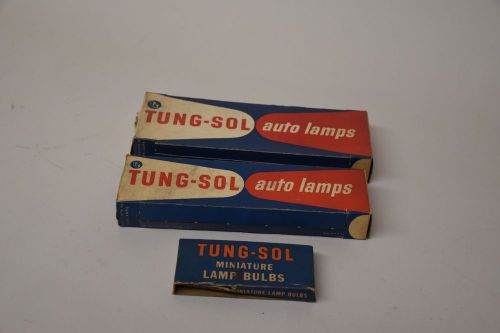 TUNG-SOL auto lamps
TUNG-SOL auto lamps
TUNG-SOL
MINIATURE
LAMP BULBS
MINIATURE LAMP BULBS